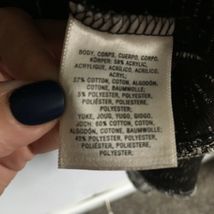 BODY, CORPS, CUERPO, CORPO,
KÖRPER: 58% ACRYLIC,
ACRYLIQUE, ACRILICO, ACRILICO,
ACRYL,
37% COTTON, COTON, ALGODÓN,
COTONE, BAUMWOLLE;
5% POLYESTER, POLYESTER,
POLIÉSTER, POLIESTERE,
POLYESTER;
YOKE, JOUG, YUGO, GIOGO,
JOCH: 60% COTTON, COTON,
ALGODÓN, COTONE, BAUMWOLLE;
40% POLYESTER, POLYESTER,
POLIÉSTER, POLIESTERE,
POLYESTER